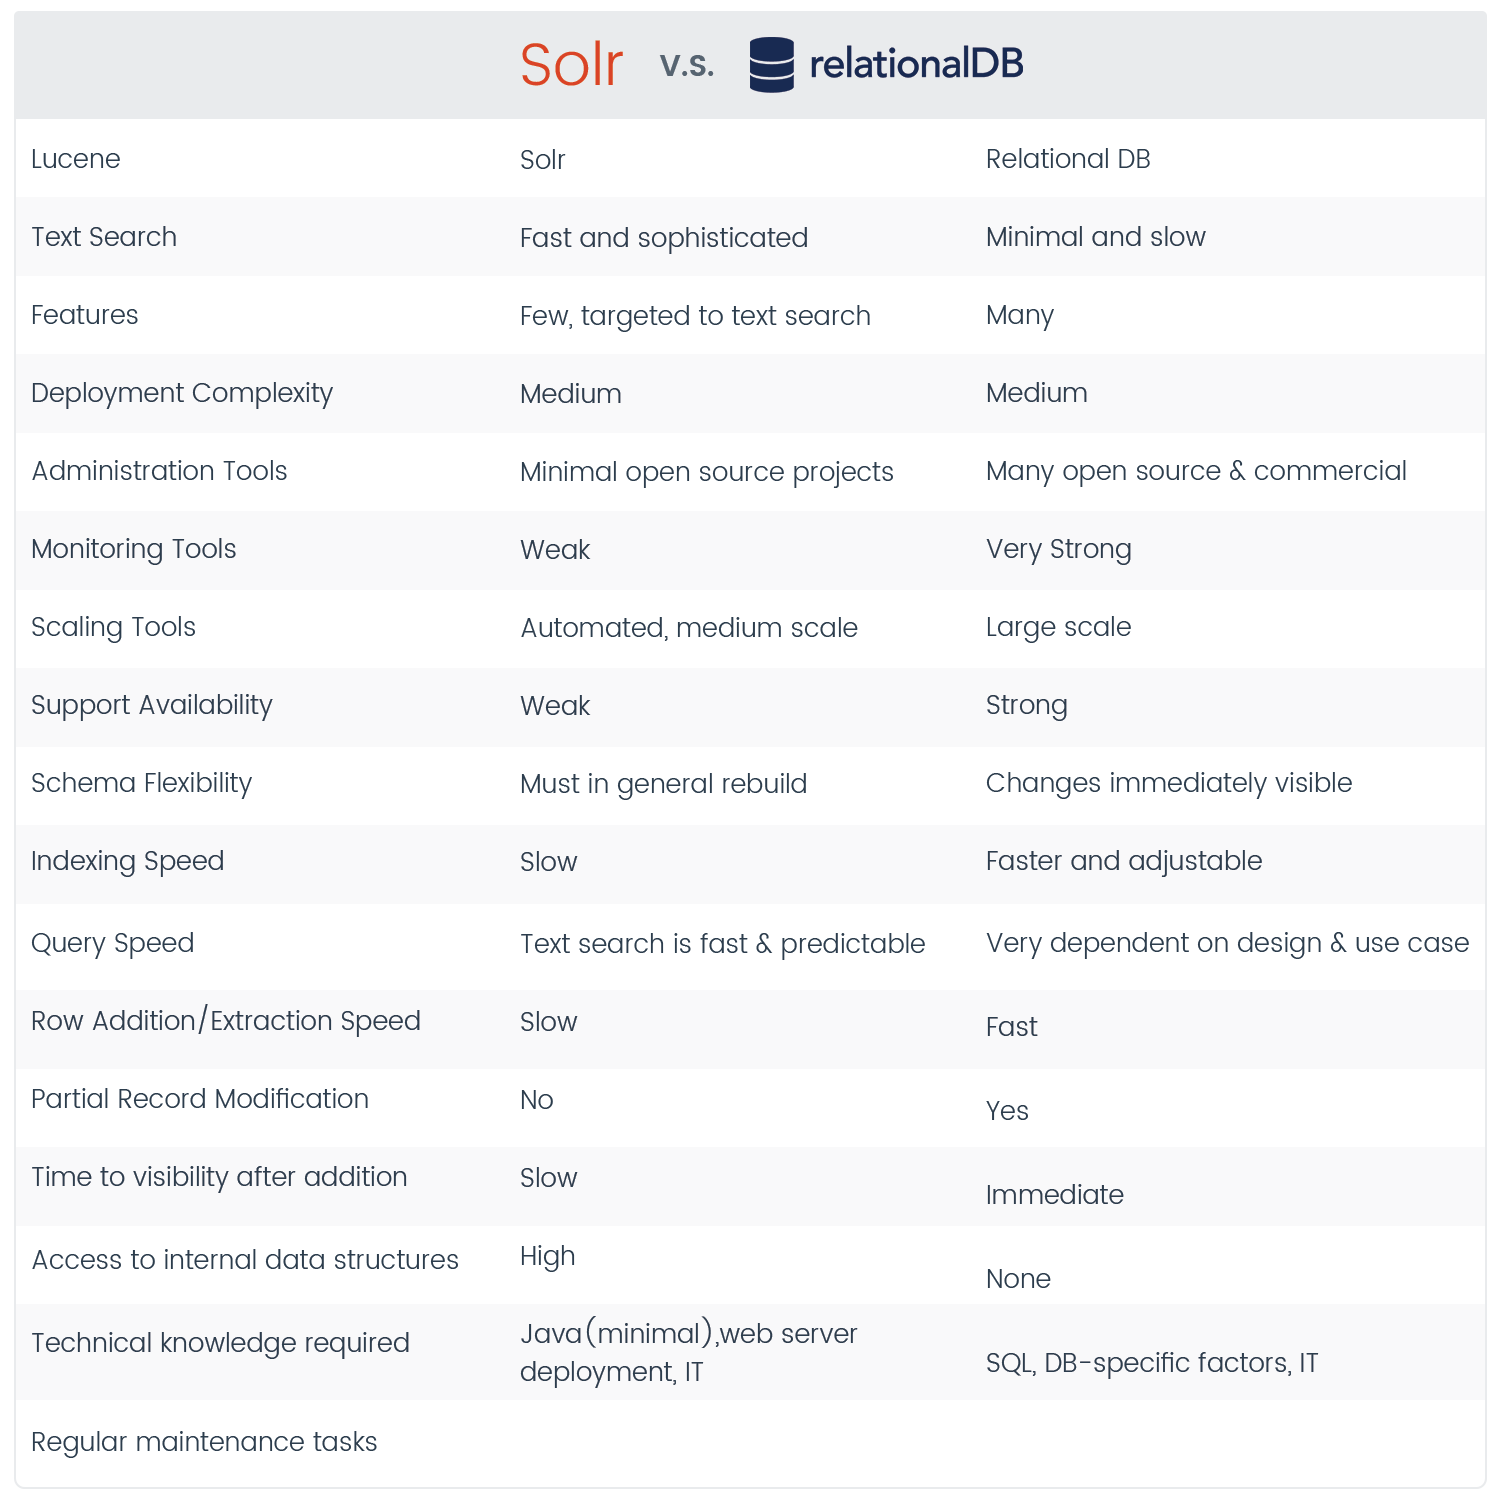 Solr v.s. relationalDB
Lucene Solr Relational DB
Text Search Fast and sophisticated Minimal and slow
Features Few, targeted to text search Many
Deployment Complexity Medium Medium
Administration Tools Minimal open source projects Many open source & commercial
Monitoring Tools Weak Very Strong
Scaling Tools Automated, medium scale Large scale
Support Availability Weak Strong
Schema Flexibility Must in general rebuild Changes immediately visible
Indexing Speed Slow Faster and adjustable
Query Speed Text search is fast & predictable Very dependent on design & use case
Row Addition/Extraction Speed Slow Fast
Partial Record Modification No Yes
Time to visibility after addition Slow Immediate
Access to internal data structures High None
Technical knowledge required Java(minimal),web server
deployment, IT SQL, DB-specific factors, IT
Regular maintenance tasks